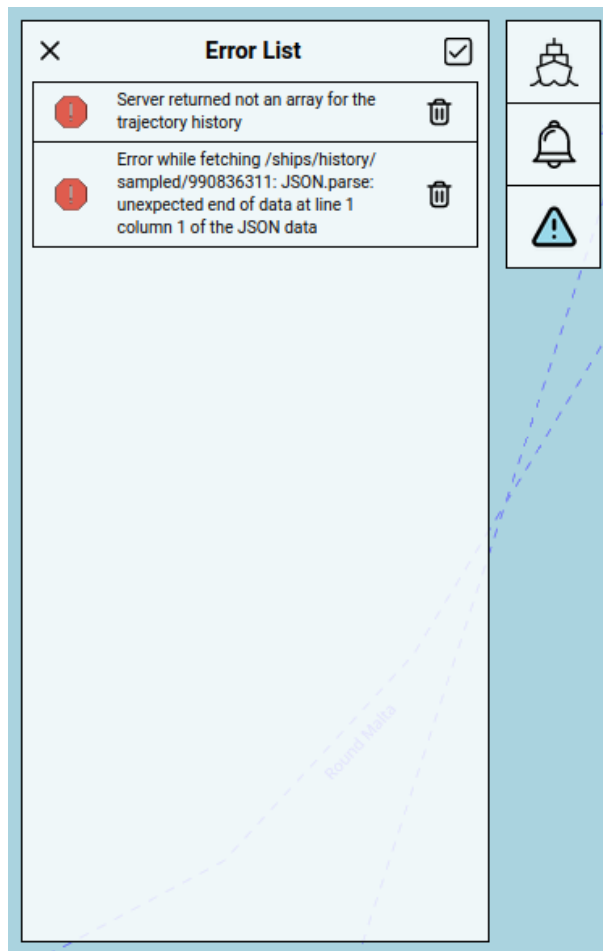 Error List
Server returned not an array for the
trajectory history
Error while fetching /ships/history/
sampled/990836311: JSON.parse:
unexpected end of data at line 1
column 1 of the JSON data
Round Malta